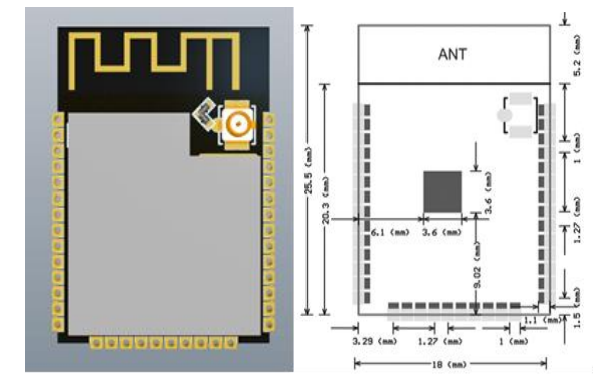 ANT
5.2 (mm)
1 (mm)
25.5 (mm)
20.3 (mm)
3.6 (mm)
1.27 (mm)
6.1 (mm)
3.6 (mm)
9.02 (mm)
1.1 (mm)
1.5 (mm)
3.29 (mm)
1.27 (mm)
1 (mm)
18 (mm)